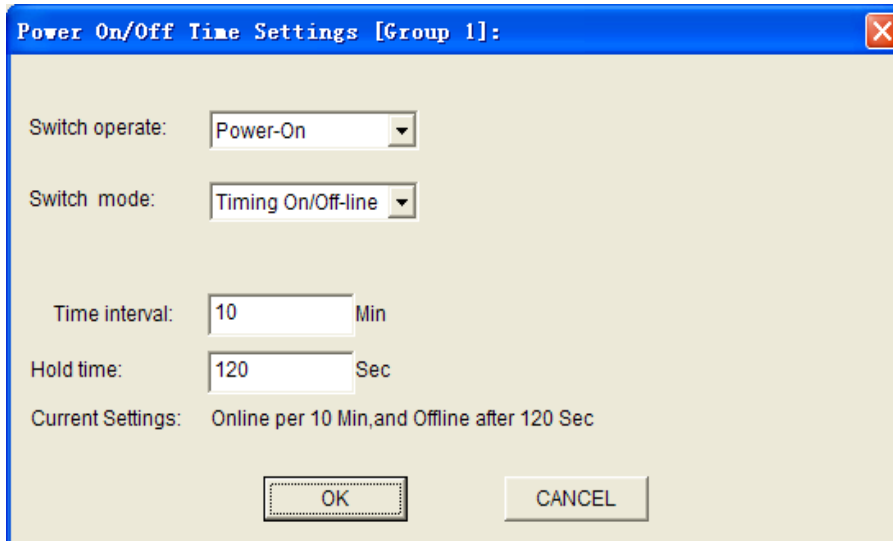 Power On/Off Time Settings [Group 1]:
Switch operate: Power-On
Switch mode: Timing On/Off-line
Time interval: 10 Min
Hold time: 120 Sec
Current Settings: Online per 10 Min,and Offline after 120 Sec
OK CANCEL